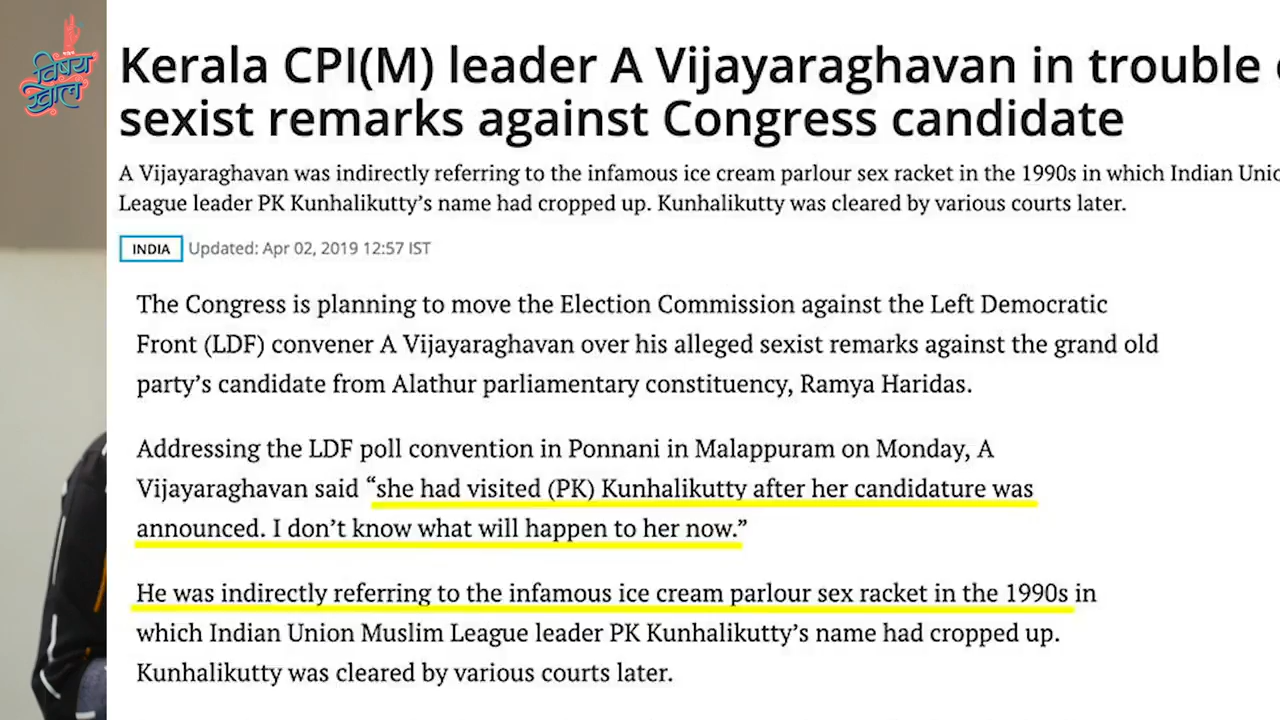 विषय
खोल
Kerala CPI(M) leader A Vijayaraghavan in trouble
sexist remarks against Congress candidate
A Vijayaraghavan was indirectly referring to the infamous ice cream parlour sex racket in the 1990s in which Indian
League leader PK Kunhalikutty’s name had cropped up. Kunhalikutty was cleared by various courts later.
INDIA Updated: Apr 02, 2019 12:57 IST
The Congress is planning to move the Election Commission against the Left Democratic
Front (LDF) convener A Vijayaraghavan over his alleged sexist remarks against the grand old
party’s candidate from Alathur parliamentary constituency, Ramya Haridas.
Addressing the LDF poll convention in Ponnani in Malappuram on Monday, A
Vijayaraghavan said “she had visited (PK) Kunhalikutty after her candidature was
announced. I don’t know what will happen to her now.”
He was indirectly referring to the infamous ice cream parlour sex racket in the 1990s in
which Indian Union Muslim League leader PK Kunhalikutty’s name had cropped up.
Kunhalikutty was cleared by various courts later.